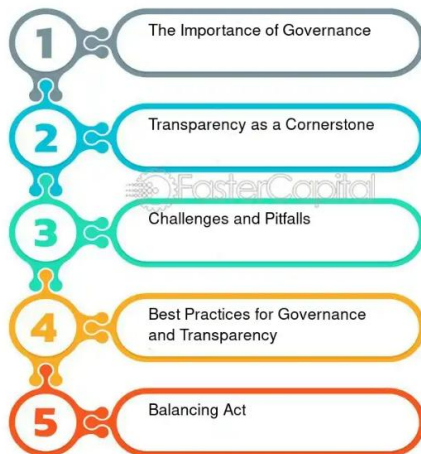 1
The Importance of Governance
2
Transparency as a Cornerstone
FasterCapital
3
Challenges and Pitfalls
4
Best Practices for Governance
and Transparency
5
Balancing Act